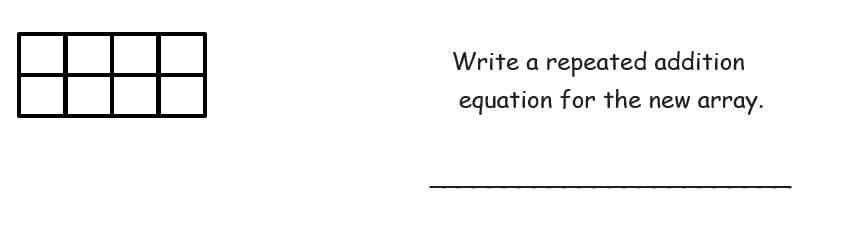 Write a repeated addition
equation for the new array.